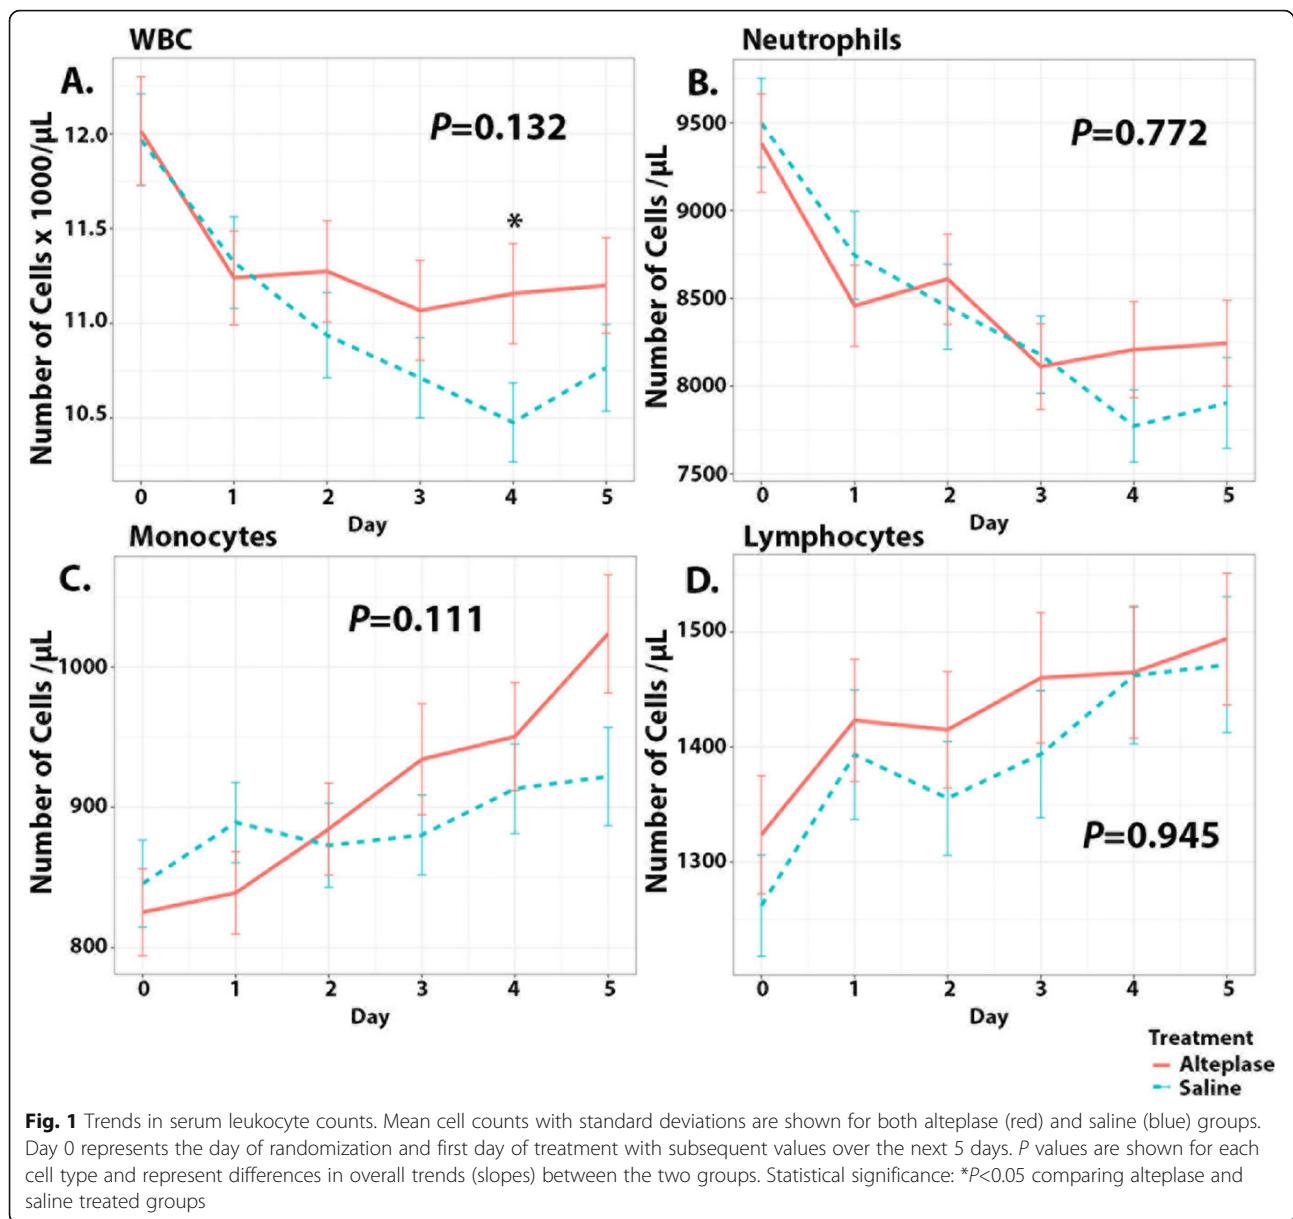 WBC
A.
P=0.132
*
Number of Cells x 1000/µL
12.0
11.5
11.0
10.5
0 1 2 3 4 5
Day
Neutrophils
B.
P=0.772
Number of Cells /µL
9500
9000
8500
8000
7500
0 1 2 3 4 5
Day
Monocytes
C.
P=0.111
Number of Cells /µL
1000
900
800
0 1 2 3 4 5
Day
Lymphocytes
D.
P=0.945
Number of Cells /µL
1500
1400
1300
0 1 2 3 4 5
Day
Treatment
Alteplase
Saline
Fig. 1 Trends in serum leukocyte counts. Mean cell counts with standard deviations are shown for both alteplase (red) and saline (blue) groups.
Day 0 represents the day of randomization and first day of treatment with subsequent values over the next 5 days. P values are shown for each
cell type and represent differences in overall trends (slopes) between the two groups. Statistical significance: *P<0.05 comparing alteplase and
saline treated groups